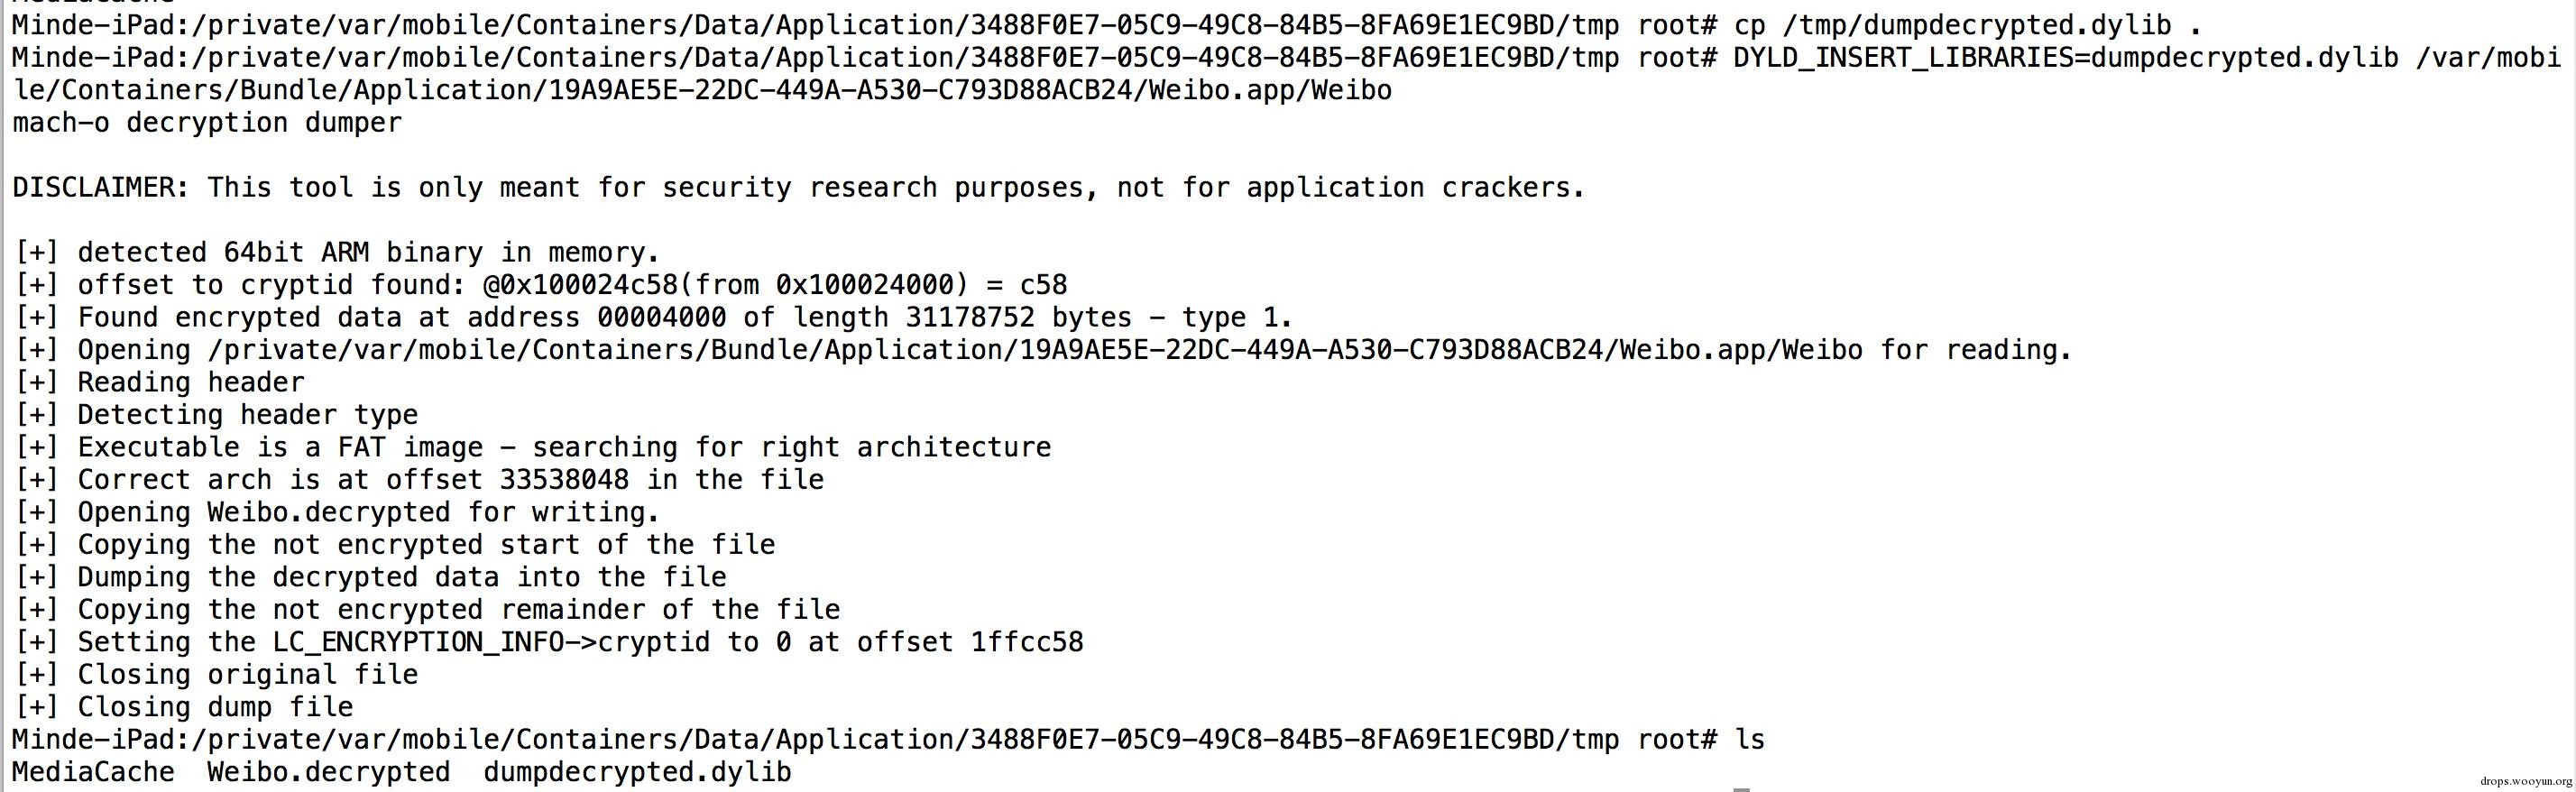 Minde-iPad:/private/var/mobile/Containers/Data/Application/3488F0E7-05C9-49C8-84B5-8FA69E1EC9BD/tmp root# cp /tmp/dumpdecrypted.dylib .
Minde-iPad:/private/var/mobile/Containers/Data/Application/3488F0E7-05C9-49C8-84B5-8FA69E1EC9BD/tmp root# DYLD_INSERT_LIBRARIES=dumpdecrypted.dylib /var/mobi
le/Containers/Bundle/Application/19A9AE5E-22DC-449A-A530-C793D88ACB24/Weibo.app/Weibo
mach-o decryption dumper
DISCLAIMER: This tool is only meant for security research purposes, not for application crackers.
[+] detected 64bit ARM binary in memory.
[+] offset to cryptid found: @0x100024c58(from 0x100024000) = c58
[+] Found encrypted data at address 00004000 of length 31178752 bytes - type 1.
[+] Opening /private/var/mobile/Containers/Bundle/Application/19A9AE5E-22DC-449A-A530-C793D88ACB24/Weibo.app/Weibo for reading.
[+] Reading header
[+] Detecting header type
[+] Executable is a FAT image - searching for right architecture
[+] Correct arch is at offset 33538048 in the file
[+] Opening Weibo.decrypted for writing.
[+] Copying the not encrypted start of the file
[+] Dumping the decrypted data into the file
[+] Copying the not encrypted remainder of the file
[+] Setting the LC_ENCRYPTION_INFO->cryptid to 0 at offset 1ffcc58
[+] Closing original file
[+] Closing dump file
Minde-iPad:/private/var/mobile/Containers/Data/Application/3488F0E7-05C9-49C8-84B5-8FA69E1EC9BD/tmp root# ls
MediaCache  Weibo.decrypted  dumpdecrypted.dylib
drops.wooyun.org